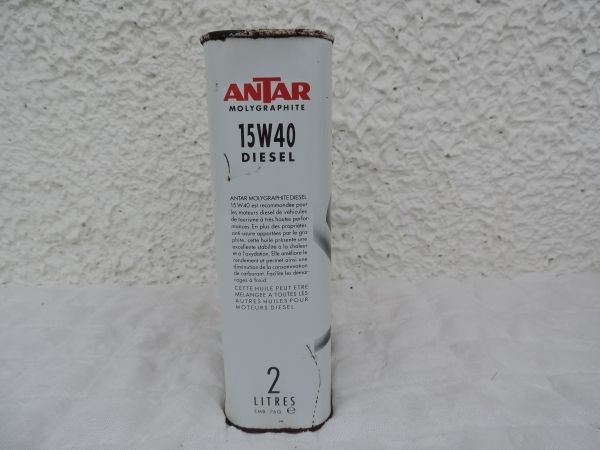 ANTAR
MOLYGRAPHITE
15W40
DIESEL
ANTAR MOLYGRAPHITE DIESEL
15 W 40 est recommandée pour
les moteurs diesel de véhicules
de tourisme à très hautes perfor-
mances. En plus des propriétés
anti-usure apportées par le gra-
phite, cette huile présente une
excellente stabilité à la chaleur
et à l'oxydation. Elle améliore le
rendement et permet ainsi une
diminution de la consommation
de carburant. Facilite les démar-
rages à froid.
CETTE HUILE PEUT ETRE
MELANGEE A TOUTES LES
AUTRES HUILES POUR
MOTEURS DIESEL.
2
LITRES
EMB. 76Q e